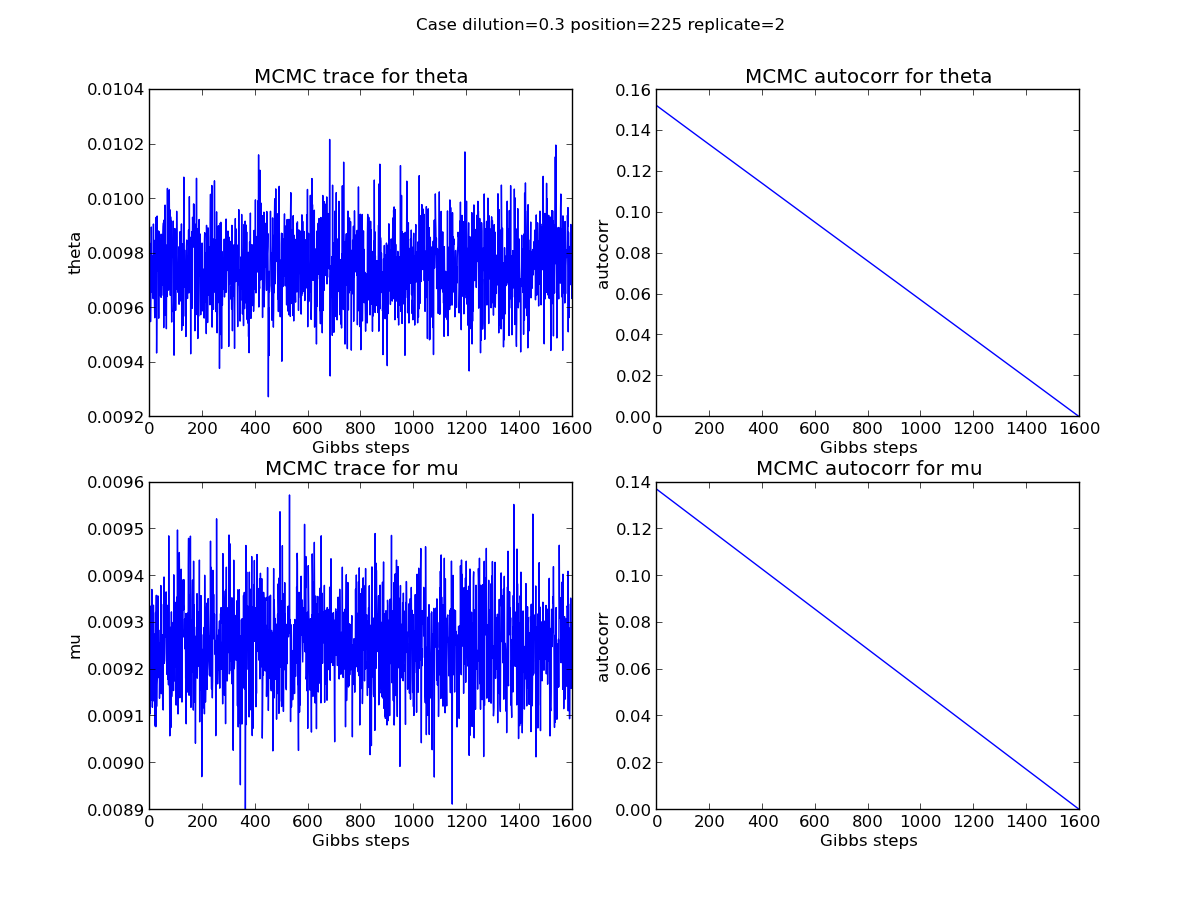 Case dilution=0.3 position=225 replicate=2
MCMC trace for theta
0.0104
0.0102
0.0100
0.0098
0.0096
0.0094
0.0092
theta
0 200 400 600 800 1000 1200 1400 1600
Gibbs steps
MCMC autocorr for theta
0.16
0.14
0.12
0.10
0.08
0.06
0.04
0.02
0.00
autocorr
0 200 400 600 800 1000 1200 1400 1600
Gibbs steps
MCMC trace for mu
0.0096
0.0095
0.0094
0.0093
0.0092
0.0091
0.0090
0.0089
mu
0 200 400 600 800 1000 1200 1400 1600
Gibbs steps
MCMC autocorr for mu
0.14
0.12
0.10
0.08
0.06
0.04
0.02
0.00
autocorr
0 200 400 600 800 1000 1200 1400 1600
Gibbs steps